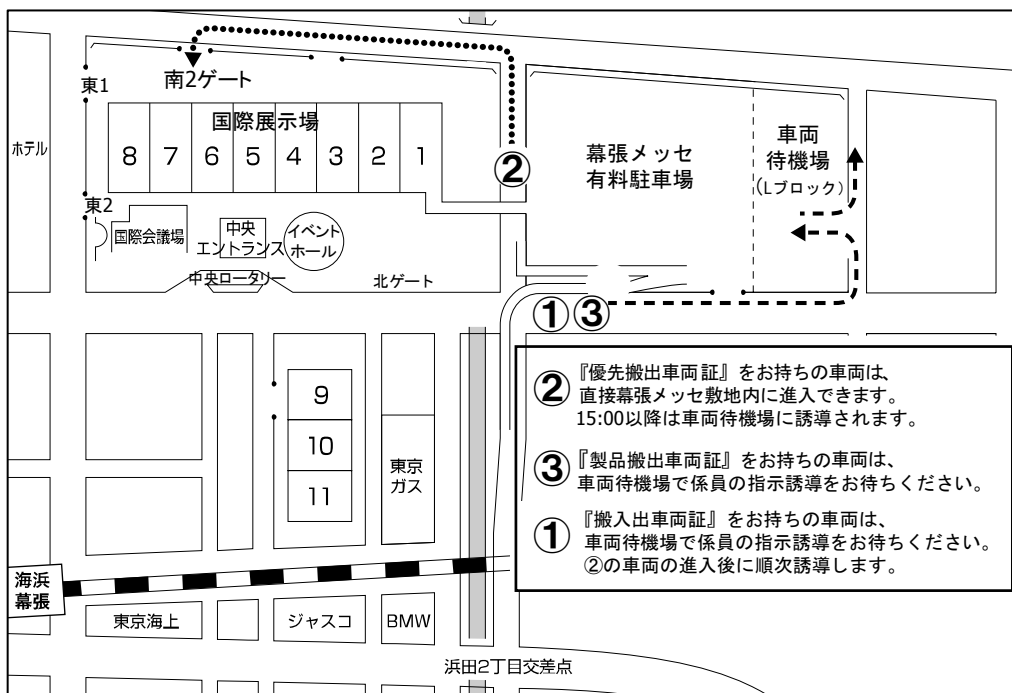 南2ゲート
東1
国際展示場
ホテル
8 7 6 5 4 3 2 1
②
幕張メッセ
有料駐車場
車両
待機場
(Lブロック)
東2
国際会議場
中央
エントランス
イベント
ホール
中央ロータリー
北ゲート
① ③
9
10
11
東京
ガス
② 『優先搬出車両証』をお持ちの車両は、
直接幕張メッセ敷地内に進入できます。
15:00以降は車両待機場に誘導されます。
③ 『製品搬出車両証』をお持ちの車両は、
車両待機場で係員の指示誘導をお待ちください。
① 『搬入出車両証』をお持ちの車両は、
車両待機場で係員の指示誘導をお待ちください。
②の車両の進入後に順次誘導します。
海浜
幕張
東京海上
ジャスコ
BMW
浜田2丁目交差点